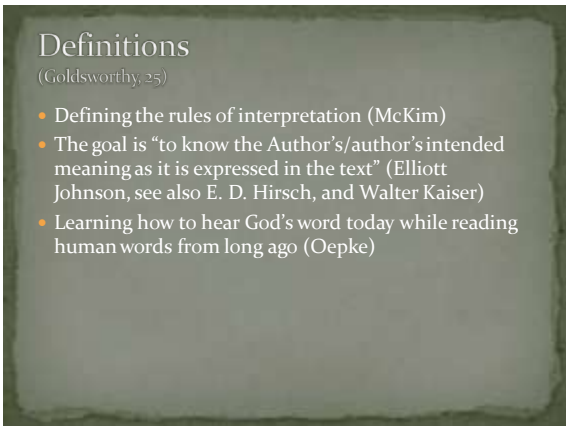 Definitions
(Goldsworthy, 25)
• Defining the rules of interpretation (McKim)
• The goal is “to know the Author’s/author’s intended
meaning as it is expressed in the text” (Elliott
Johnson, see also E. D. Hirsch, and Walter Kaiser)
• Learning how to hear God’s word today while reading
human words from long ago (Oepke)